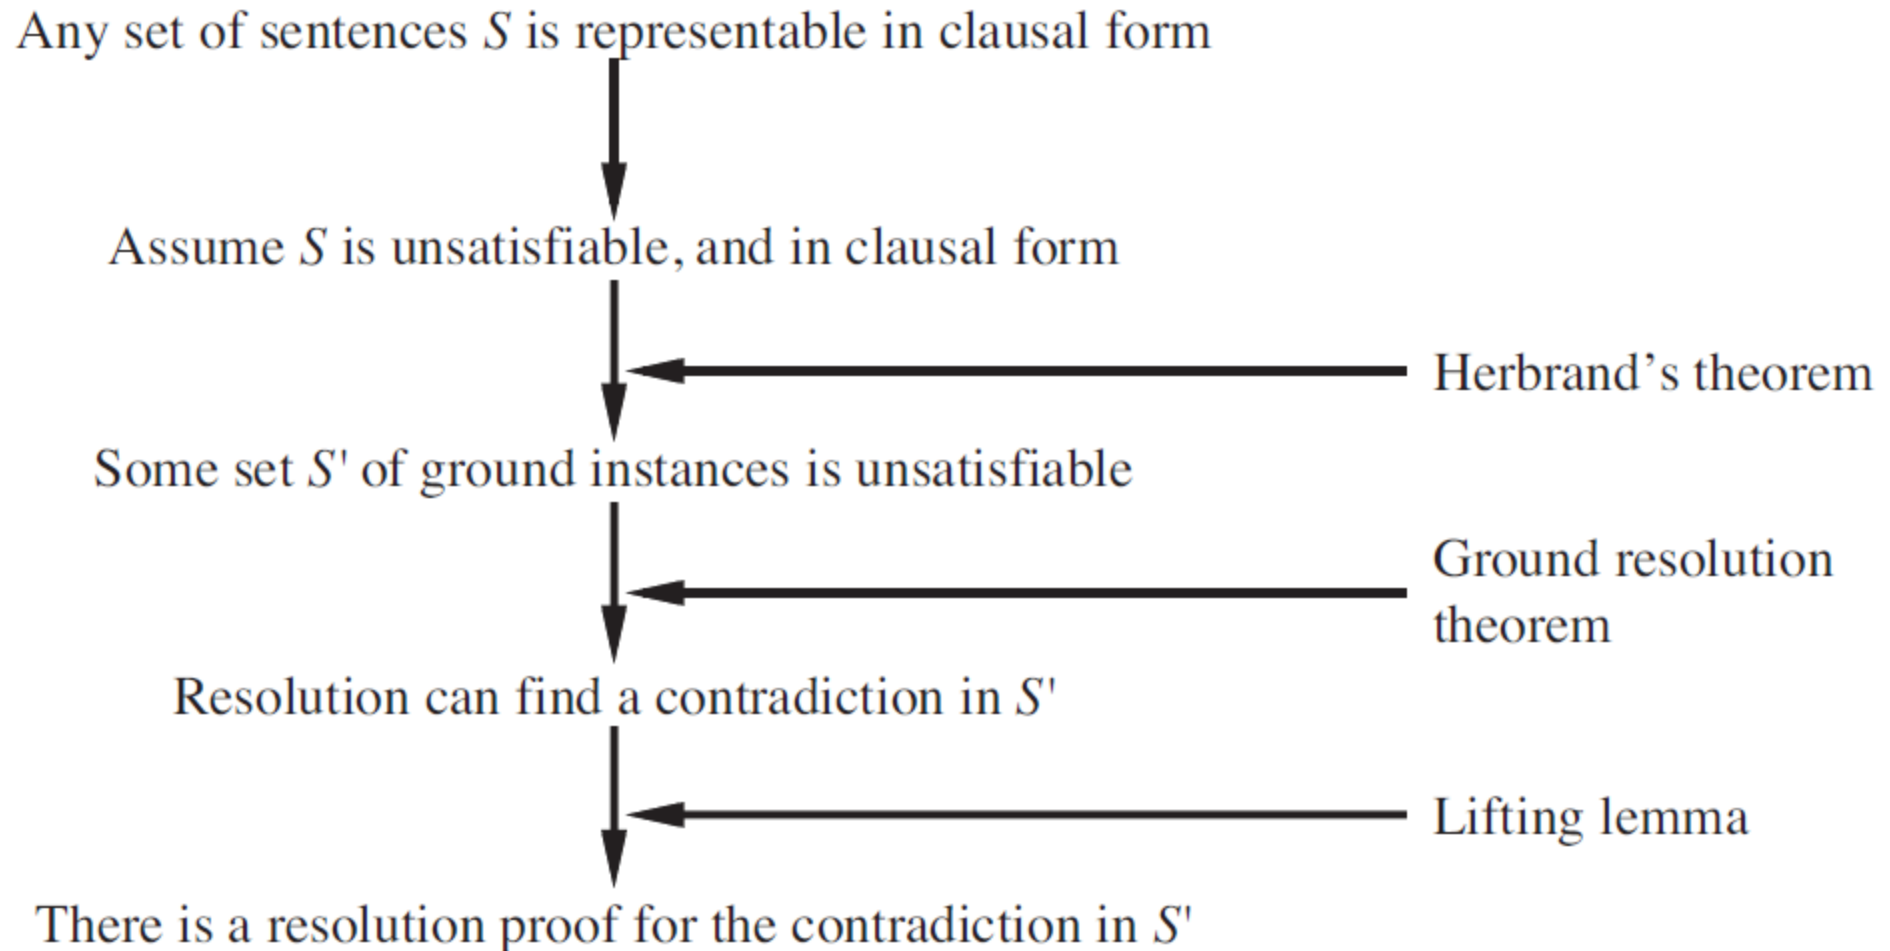 Any set of sentences S is representable in clausal form
Assume S is unsatisfiable, and in clausal form
Herbrand’s theorem
Some set S' of ground instances is unsatisfiable
Ground resolution
theorem
Resolution can find a contradiction in S'
Lifting lemma
There is a resolution proof for the contradiction in S'